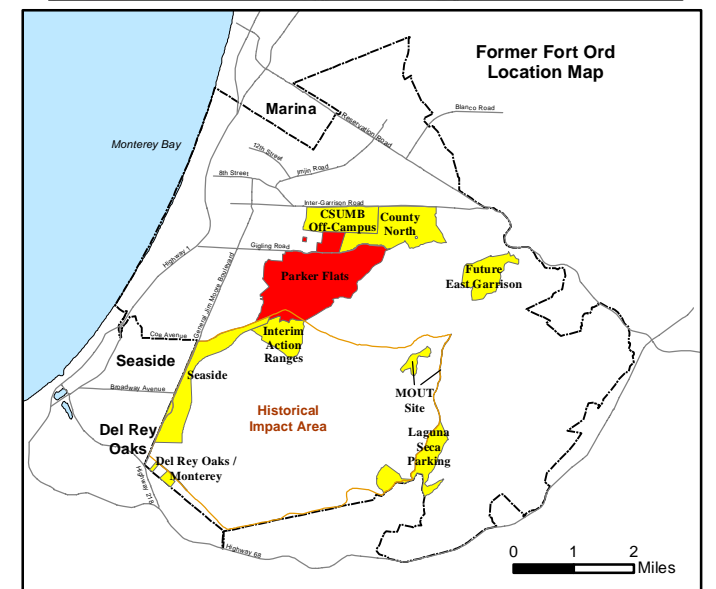 Former Fort Ord
Location Map
Marina
Blanco Road
Reservation Road
Monterey Bay
12th Street
Imjin Road
8th Street
Inter-Garrison Road
CSUMB
Off-Campus
County
North
Gigling Road
Highway 1
General Jim Moore Boulevard
Parker Flats
Future
East Garrison
Coe Avenue
Interim
Action
Ranges
Seaside
Seaside
Broadway Avenue
MOUT
Site
Historical
Impact Area
Del Rey
Oaks
Laguna
Seca
Parking
Del Rey Oaks /
Monterey
Highway 218
Highway 68
0 1 2
Miles